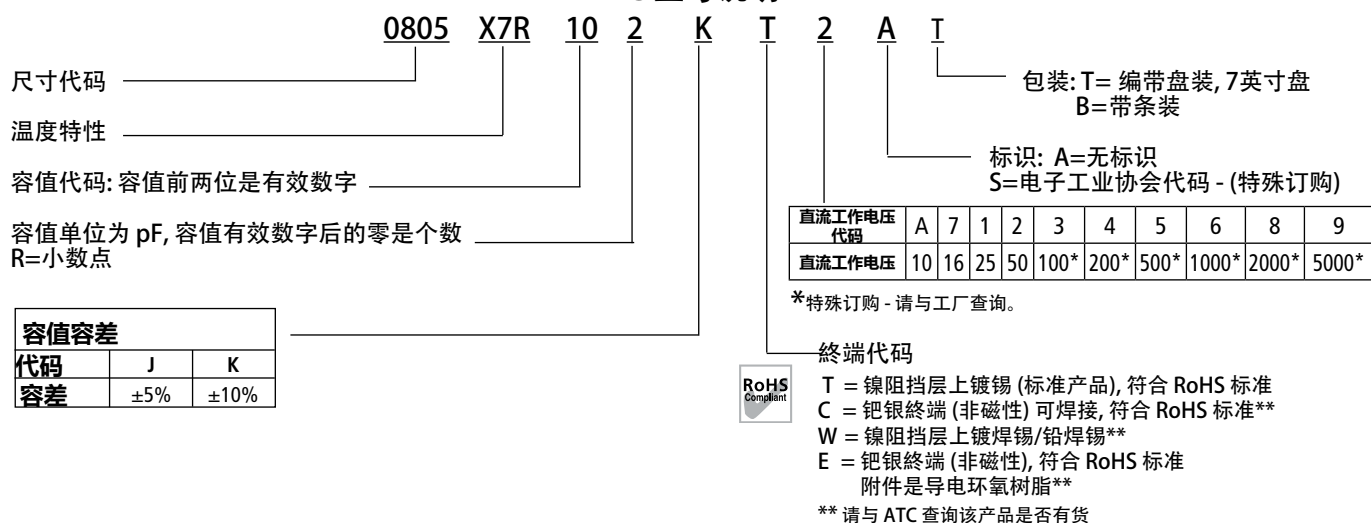 0805 X7R 10 2 K T 2 A T
尺寸代码
温度特性
容值代码: 容值前两位是有效数字
容值单位为 pF, 容值有效数字后的零是个数
R=小数点
容值容差
代码 J K
容差 ±5% ±10%
包装: T= 编带盘装, 7英寸盘
B=带条装
标识: A=无标识
S=电子工业协会代码 - (特殊订购)
直流工作电压
代码 A 7 1 2 3 4 5 6 8 9
直流工作电压 10 16 25 50 100* 200* 500* 1000* 2000* 5000*
*特殊订购 - 请与工厂查询。
终端代码
RoHS
Compliant
T = 镍阻挡层上镀锡 (标准产品), 符合 RoHS 标准
C = 钯银终端 (非磁性) 可焊接, 符合 RoHS 标准**
W = 镍阻挡层上镀焊锡/铅焊锡**
E = 钯银终端 (非磁性), 符合 RoHS 标准
附件是导电环氧树脂**
** 请与 ATC 查询该产品是否有货